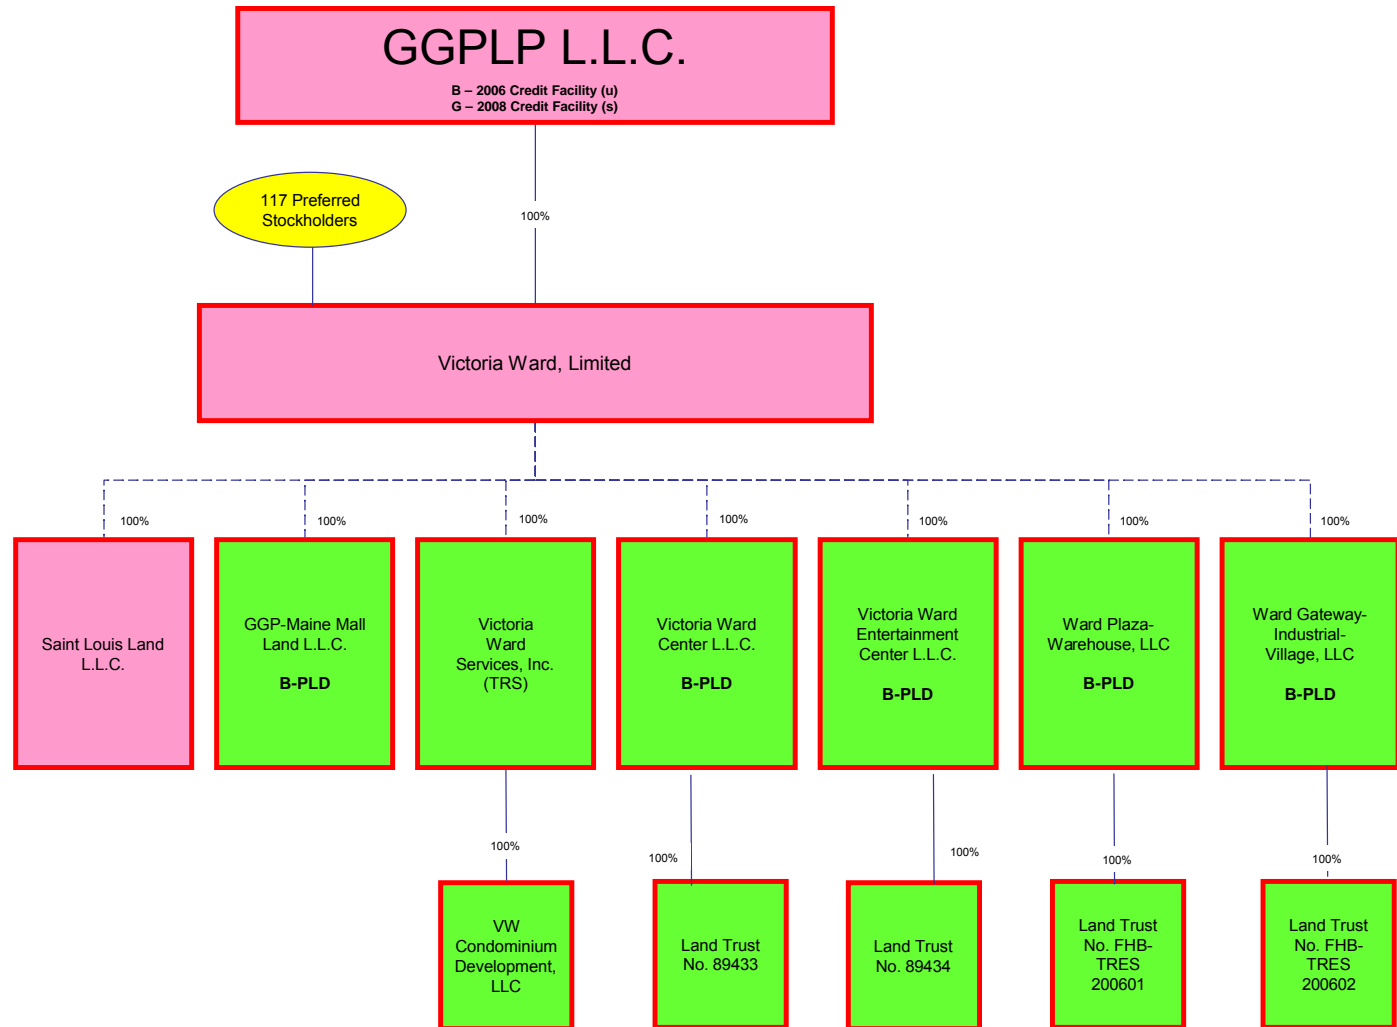 GGPLP L.L.C.
B – 2006 Credit Facility (u)
G – 2008 Credit Facility (s)
117 Preferred
Stockholders
100%
Victoria Ward, Limited
100%
100%
100%
100%
100%
100%
100%
Saint Louis Land
L.L.C.
GGP-Maine Mall
Land L.L.C.
B-PLD
Victoria
Ward
Services, Inc.
(TRS)
Victoria Ward
Center L.L.C.
B-PLD
Victoria Ward
Entertainment
Center L.L.C.
B-PLD
Ward Plaza-
Warehouse, LLC
B-PLD
Ward Gateway-
Industrial-
Village, LLC
B-PLD
100%
100%
100%
100%
100%
VW
Condominium
Development,
LLC
Land Trust
No. 89433
Land Trust
No. 89434
Land Trust
No. FHB-
TRES
200601
Land Trust
No. FHB-
TRES
200602